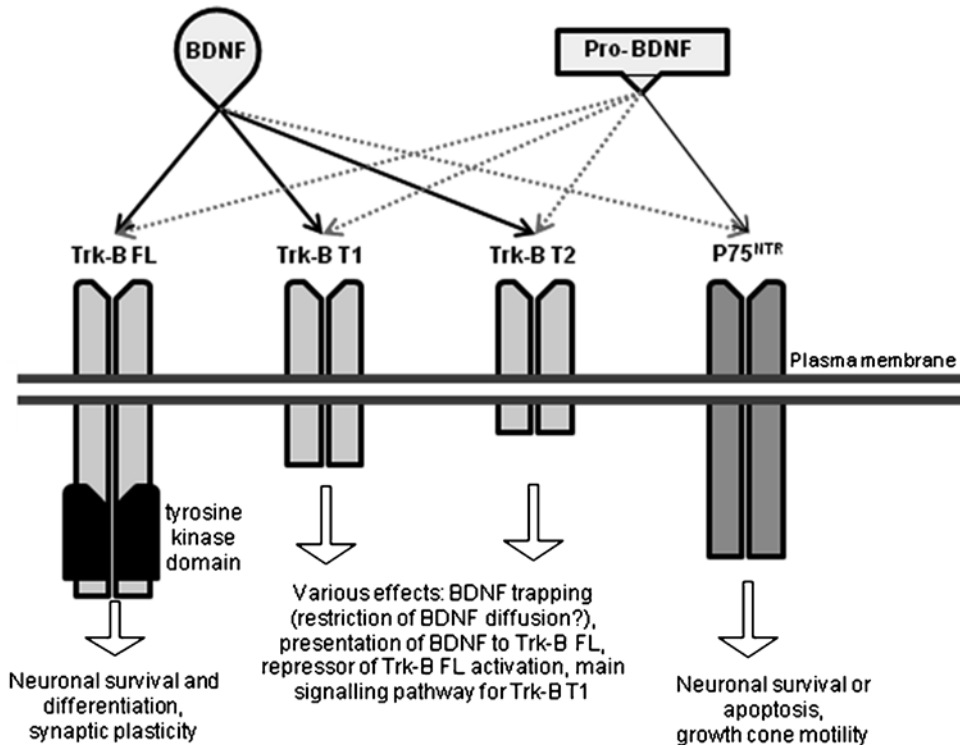 BDNF
Pro-BDNF
Trk-B FL
Trk-B T1
Trk-B T2
P75NTR
Plasma membrane
tyrosine
kinase
domain
Various effects: BDNF trapping
(restriction of BDNF diffusion?),
presentation of BDNF to Trk-B FL,
repressor of Trk-B FL activation, main
signalling pathway for Trk-B T1
Neuronal survival and
differentiation,
synaptic plasticity
Neuronal survival or
apoptosis,
growth cone motility